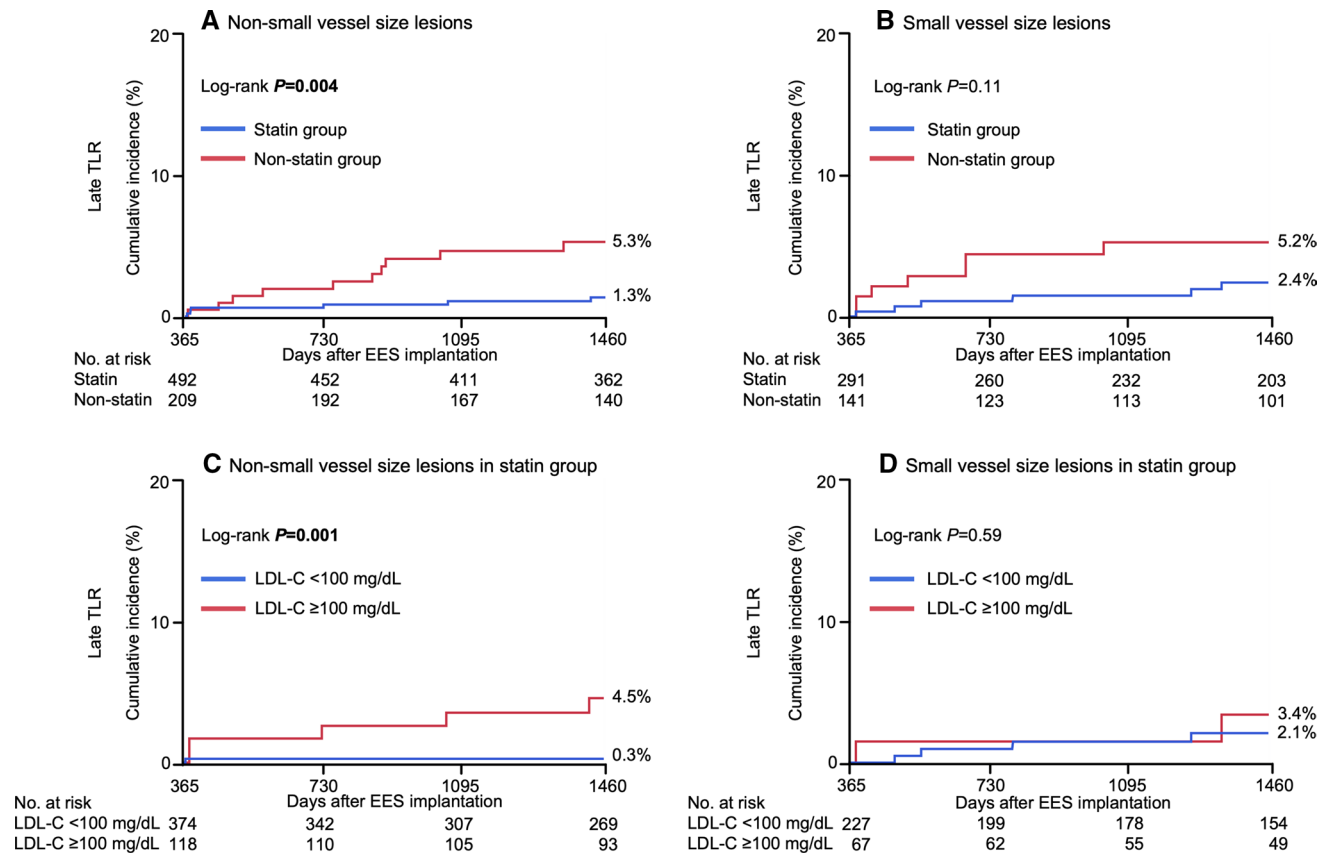 A Non-small vessel size lesions
20
10
0
Late TLR
Cumulative incidence (%)
Log-rank P=0.004
Statin group
Non-statin group
5.3%
1.3%
365 730 1095 1460
Days after EES implantation
No. at risk
Statin 492 452 411 362
Non-statin 209 192 167 140
B Small vessel size lesions
20
10
0
Late TLR
Cumulative incidence (%)
Log-rank P=0.11
Statin group
Non-statin group
5.2%
2.4%
365 730 1095 1460
Days after EES implantation
No. at risk
Statin 291 260 232 203
Non-statin 141 123 113 101
C Non-small vessel size lesions in statin group
20
10
0
Late TLR
Cumulative incidence (%)
Log-rank P=0.001
LDL-C <100 mg/dL
LDL-C ≥100 mg/dL
4.5%
0.3%
365 730 1095 1460
Days after EES implantation
No. at risk
LDL-C <100 mg/dL 374 342 307 269
LDL-C ≥100 mg/dL 118 110 105 93
D Small vessel size lesions in statin group
20
10
0
Late TLR
Cumulative incidence (%)
Log-rank P=0.59
LDL-C <100 mg/dL
LDL-C ≥100 mg/dL
3.4%
2.1%
365 730 1095 1460
Days after EES implantation
No. at risk
LDL-C <100 mg/dL 227 199 178 154
LDL-C ≥100 mg/dL 67 62 55 49